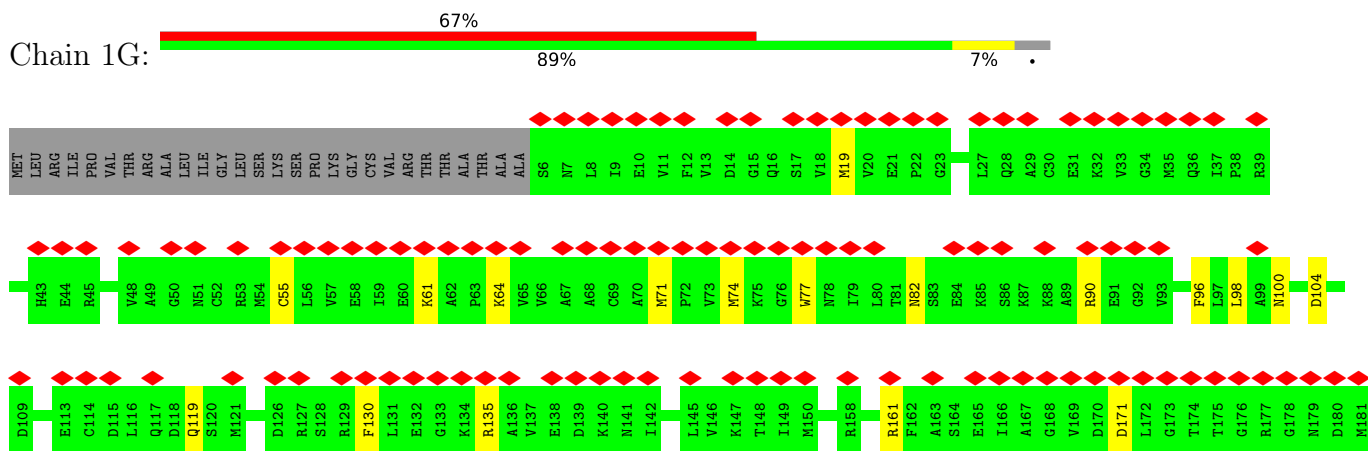 67%
Chain 1G:
89% 7% •
MET LEU ARG ILE PRO VAL THR ARG ALA LEU ILE GLY LEU SER LYS SER PRO LYS GLY CYS VAL ARG THR THR ALA THR ALA ALA S6 N7 L8 I9 E10 V11 F12 V13 D14 G15 Q16 S17 V18 M19 V20 E21 P22 G23 L27 Q28 A29 C30 E31 K32 V33 G34 M35 Q36 I37 P38 R39
H43 E44 R45 V48 A49 G50 N51 C52 R53 M54 C55 L56 V57 E58 I59 E60 K61 A62 P63 K64 V65 V66 A67 A68 C69 A70 M71 P72 V73 M74 K75 G76 W77 N78 I79 L80 T81 N82 S83 E84 K85 S86 K87 K88 A89 R90 E91 G92 V93 F96 L97 L98 A99 N100 D104
D109 E113 C114 D115 L116 Q117 D118 Q119 S120 M121 D126 R127 S128 R129 F130 L131 E132 G133 K134 R135 A136 V137 E138 D139 K140 N141 I142 L145 V146 K147 T148 I149 M150 R158 R161 F162 A163 S164 E165 I166 A167 G168 V169 D170 D171 L172 G173 T174 T175 G176 R177 G178 N179 D180 M181